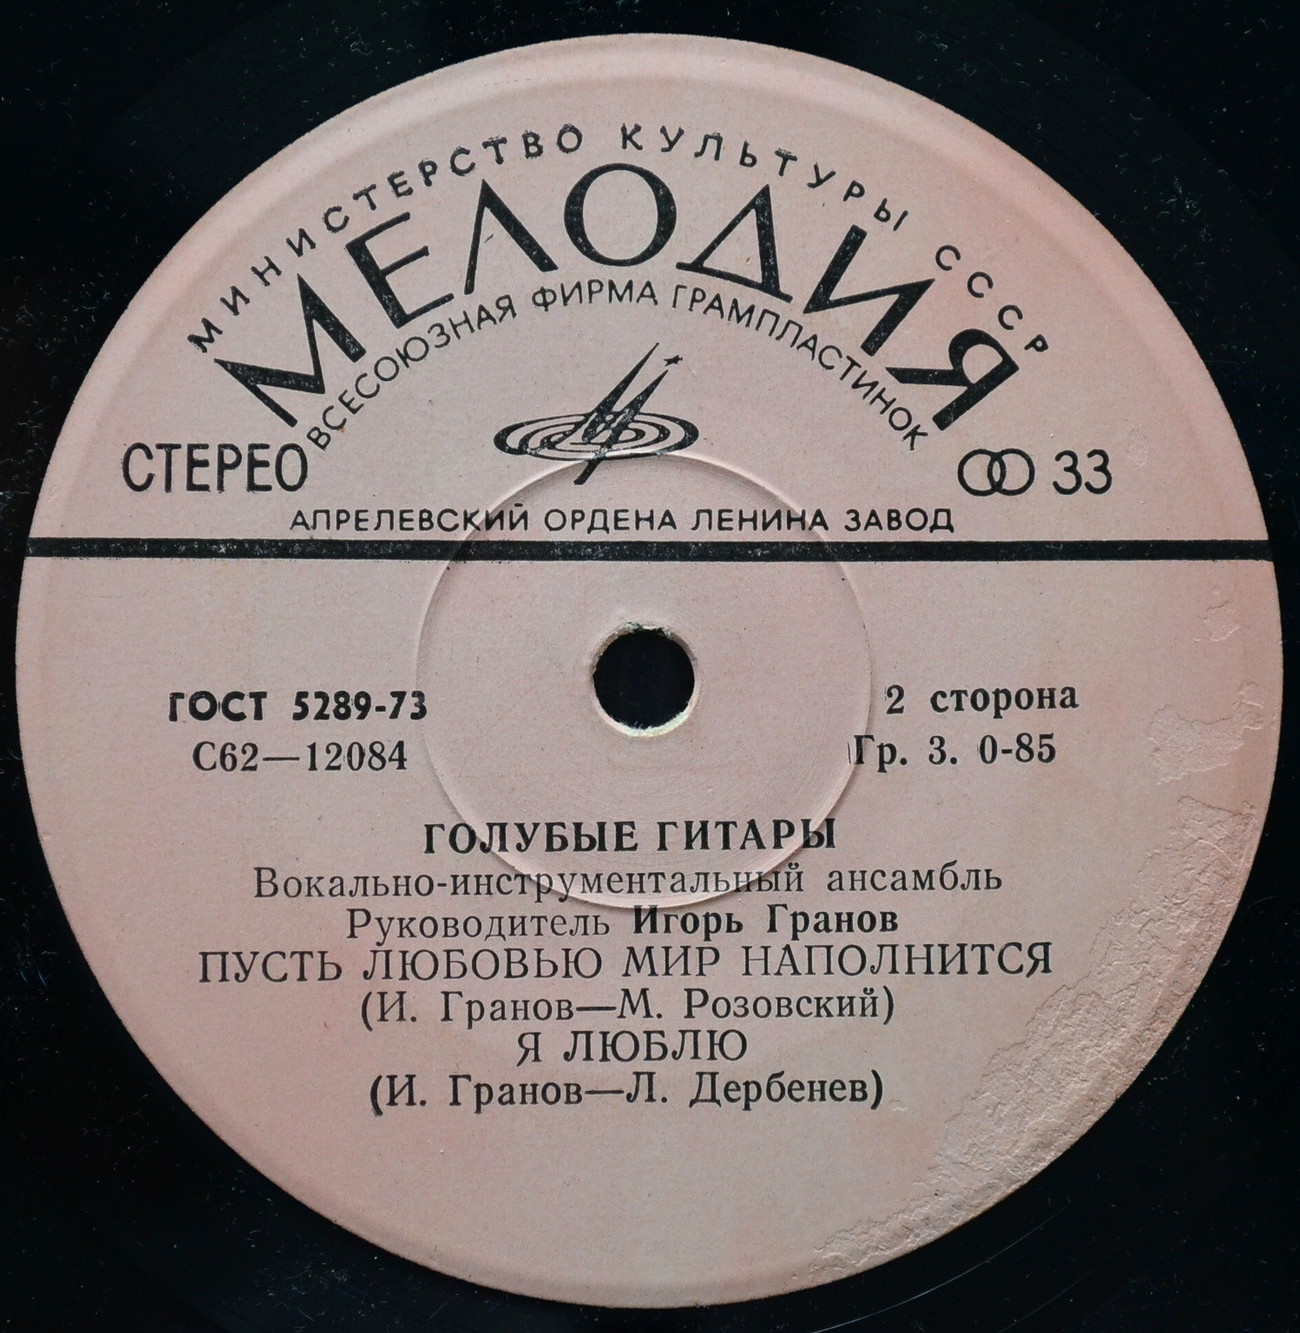 МИНИСТЕРСТВО КУЛЬТУРЫ СССР
МЕЛОДИЯ
ВСЕСОЮЗНАЯ ФИРМА ГРАМПЛАСТИНОК
СТЕРЕО
33
АПРЕЛЕВСКИЙ ОРДЕНА ЛЕНИНА ЗАВОД
ГОСТ 5289-73
2 сторона
С62—12084
Гр. 3. 0-85
ГОЛУБЫЕ ГИТАРЫ
Вокально-инструментальный ансамбль
Руководитель Игорь Гранов
ПУСТЬ ЛЮБОВЬЮ МИР НАПОЛНИТСЯ
(И. Гранов—М. Розовский)
Я ЛЮБЛЮ
(И. Гранов—Л. Дербенев)